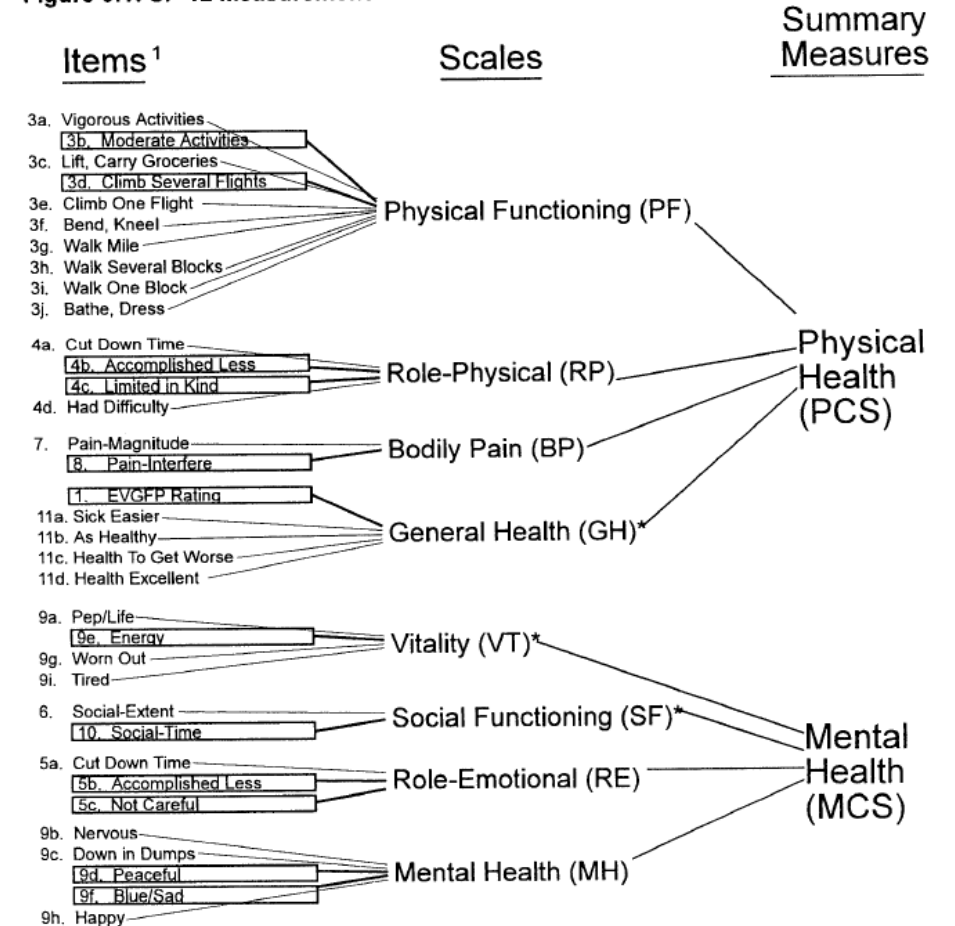 Items ¹
Scales
Summary
Measures
3a. Vigorous Activities
3b. Moderate Activities
3c. Lift, Carry Groceries
3d. Climb Several Flights
3e. Climb One Flight
3f. Bend, Kneel
3g. Walk Mile
3h. Walk Several Blocks
3i. Walk One Block
3j. Bathe, Dress
Physical Functioning (PF)
4a. Cut Down Time
4b. Accomplished Less
4c. Limited in Kind
4d. Had Difficulty
Role-Physical (RP)
7. Pain-Magnitude
8. Pain-Interfere
Bodily Pain (BP)
1. EVGFP Rating
11a. Sick Easier
11b. As Healthy
11c. Health To Get Worse
11d. Health Excellent
General Health (GH)*
Physical
Health
(PCS)
9a. Pep/Life
9e. Energy
9g. Worn Out
9i. Tired
Vitality (VT)*
6. Social-Extent
10. Social-Time
Social Functioning (SF)*
5a. Cut Down Time
5b. Accomplished Less
5c. Not Careful
Role-Emotional (RE)
9b. Nervous
9c. Down in Dumps
9d. Peaceful
9f. Blue/Sad
9h. Happy
Mental Health (MH)
Mental
Health
(MCS)